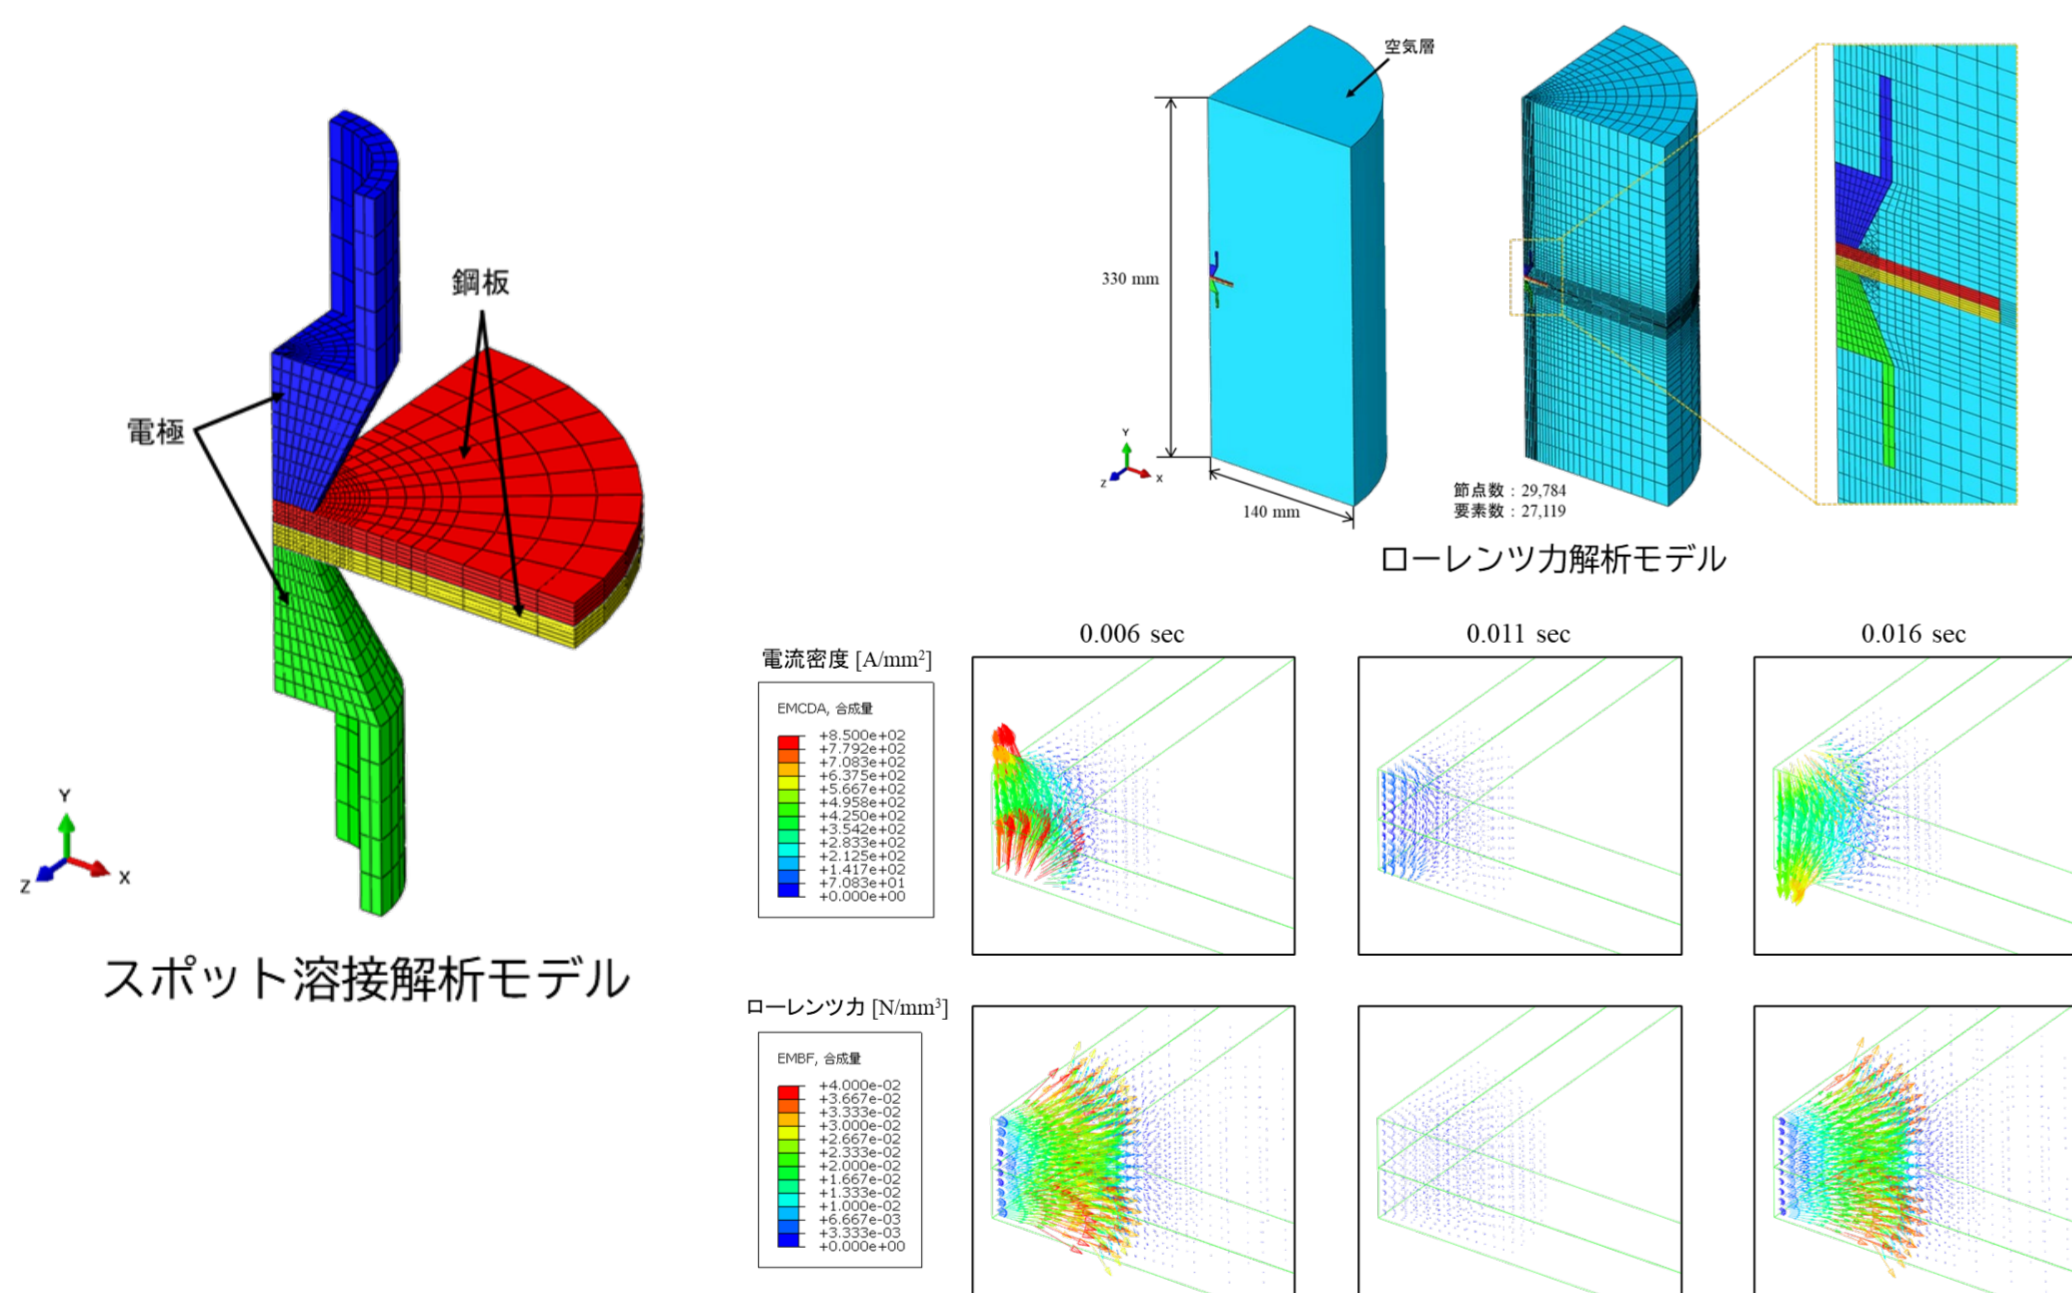 鋼板
電極
Y
Z
X
スポット溶接解析モデル
空気層
330 mm
Y
Z
X
140 mm
節点数：29,784
要素数：27,119
ローレンツ力解析モデル
0.006 sec
0.011 sec
0.016 sec
電流密度 [A/mm²]
EMCDA, 合成量
+8.500e+02
+7.792e+02
+7.083e+02
+6.375e+02
+5.667e+02
+4.958e+02
+4.250e+02
+3.542e+02
+2.833e+02
+2.125e+02
+1.417e+02
+7.083e+01
+0.000e+00
ローレンツ力 [N/mm³]
EMBF, 合成量
+4.000e-02
+3.667e-02
+3.333e-02
+3.000e-02
+2.667e-02
+2.333e-02
+2.000e-02
+1.667e-02
+1.333e-02
+1.000e-02
+6.667e-03
+3.333e-03
+0.000e+00